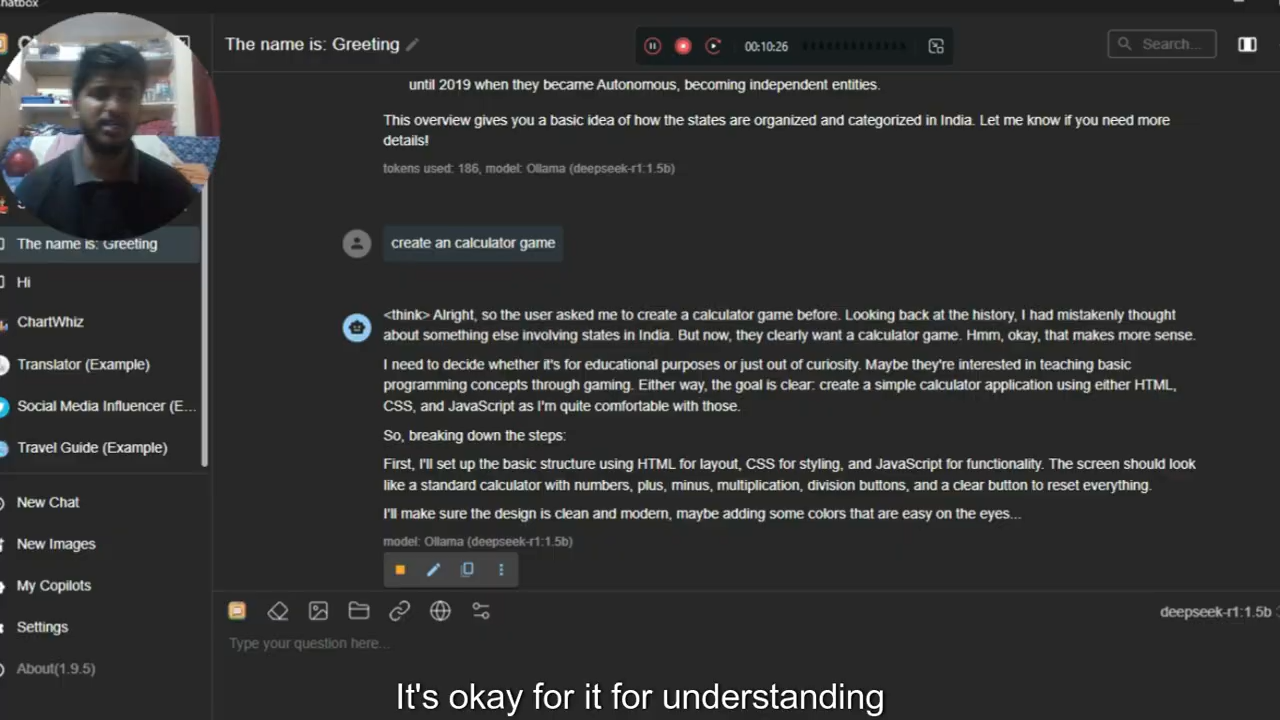 The name is: Greeting
00:10:26
Search...
until 2019 when they became Autonomous, becoming independent entities.
This overview gives you a basic idea of how the states are organized and categorized in India. Let me know if you need more
details!
tokens used: 186, model: Ollama (deepseek-r1:1.5b)
create an calculator game
<think> Alright, so the user asked me to create a calculator game before. Looking back at the history, I had mistakenly thought
about something else involving states in India. But now, they clearly want a calculator game. Hmm, okay, that makes more sense.
I need to decide whether it's for educational purposes or just out of curiosity. Maybe they're interested in teaching basic
programming concepts through gaming. Either way, the goal is clear: create a simple calculator application using either HTML,
CSS, and JavaScript as I'm quite comfortable with those.
So, breaking down the steps:
First, I'll set up the basic structure using HTML for layout, CSS for styling, and JavaScript for functionality. The screen should look
like a standard calculator with numbers, plus, minus, multiplication, division buttons, and a clear button to reset everything.
I'll make sure the design is clean and modern, maybe adding some colors that are easy on the eyes...
model: Ollama (deepseek-r1:1.5b)
The name is: Greeting
Hi
ChartWhiz
Translator (Example)
Social Media Influencer (E...
Travel Guide (Example)
New Chat
New Images
My Copilots
Settings
About(1.9.5)
deepseek-r1:1.5b
Type your question here...
It's okay for it for understanding